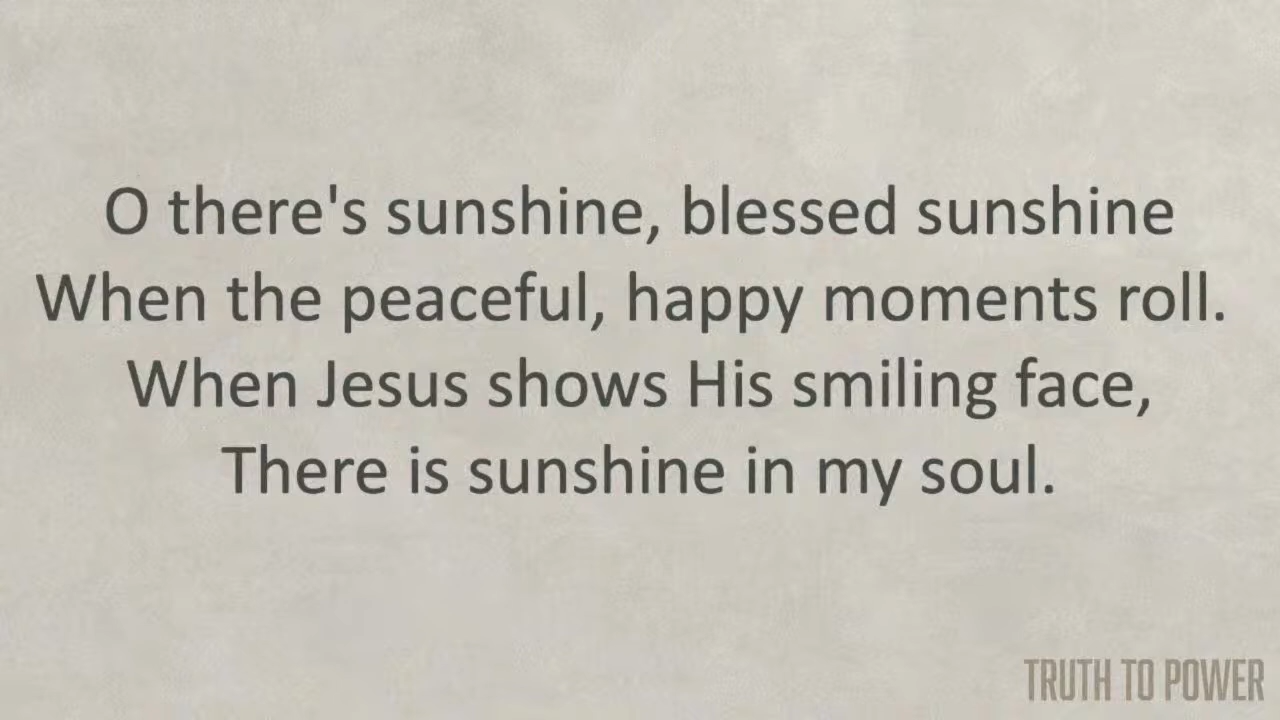 O there's sunshine, blessed sunshine
When the peaceful, happy moments roll.
When Jesus shows His smiling face,
There is sunshine in my soul.
TRUTH TO POWER